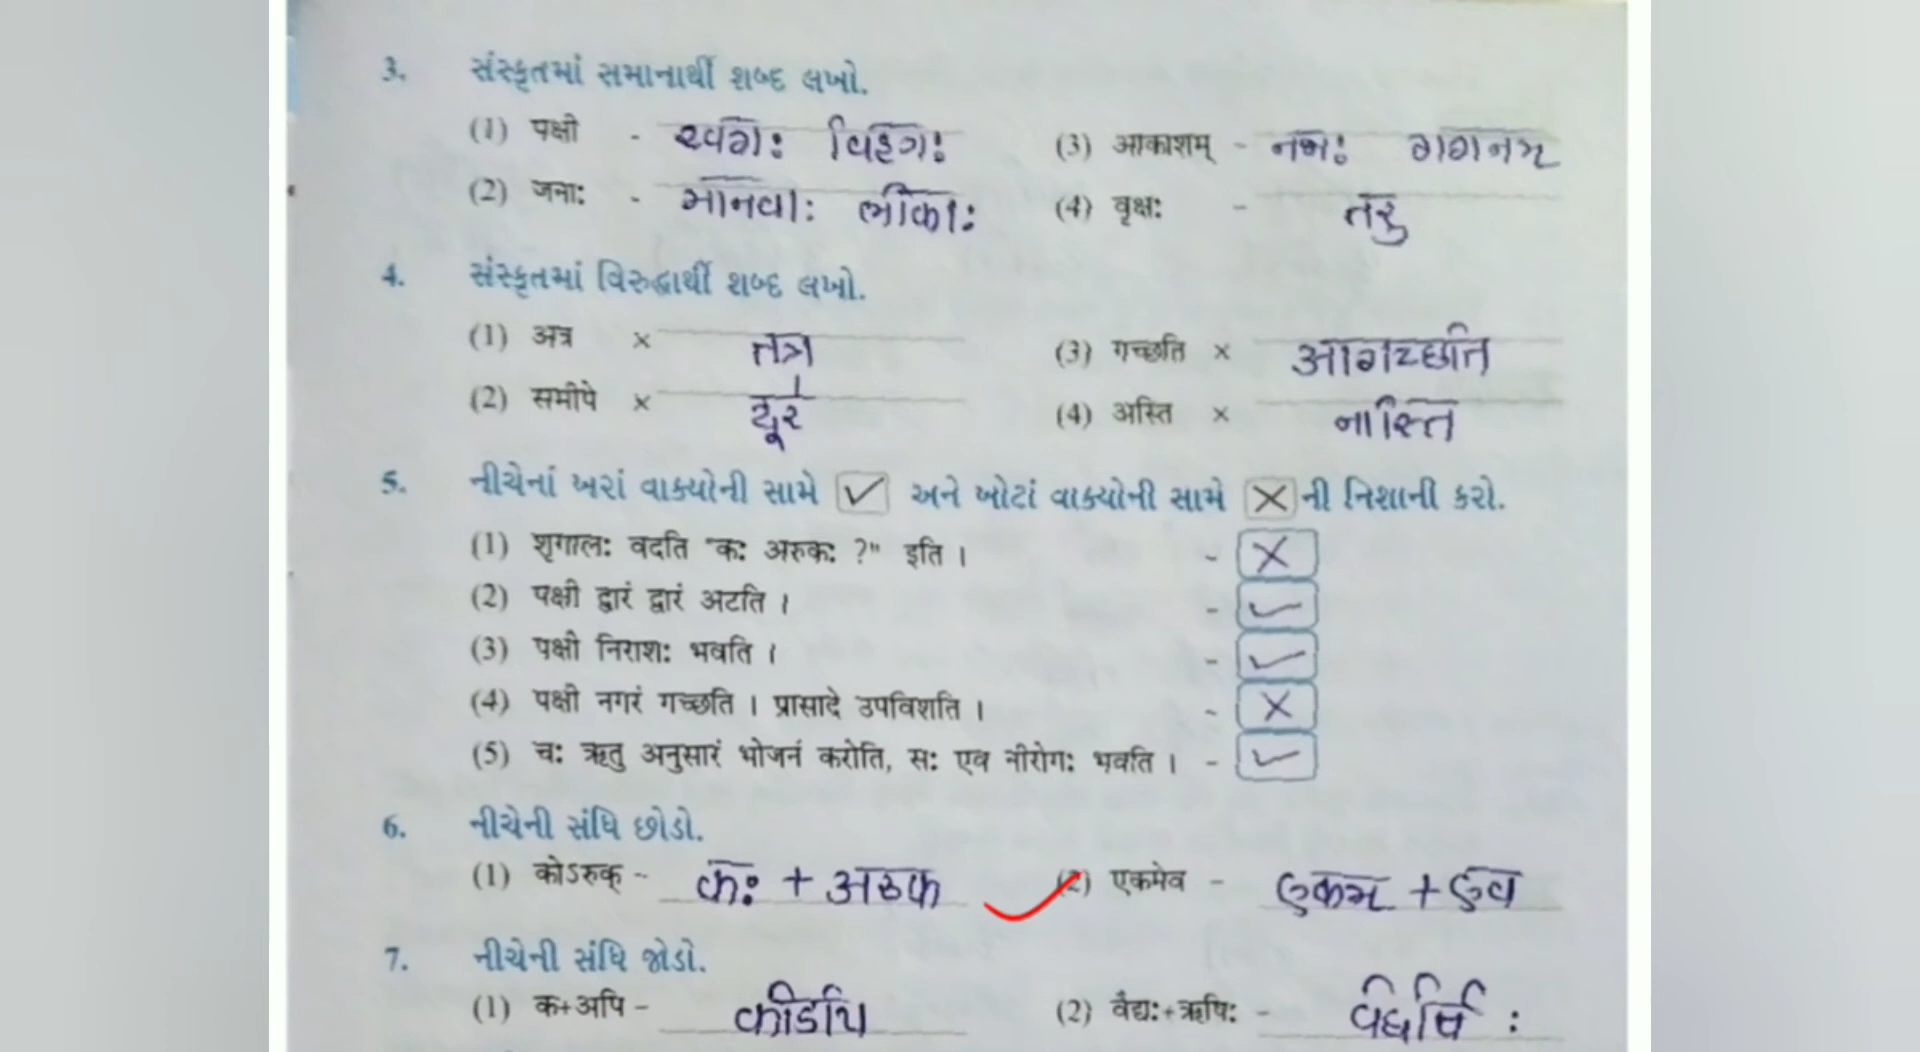 3. સંસ્કૃતમાં સમાનાર્થી શબ્દ લખો.
(1) पक्षी - खगः विहगः (3) आकाशम् - नभः गगनम्
(2) जनाः - मानवाः लोकाः (4) वृक्षः - तरु
4. સંસ્કૃતમાં વિરુદ્ધાર્થી શબ્દ લખો.
(1) अत्र × तत्र (3) गच्छति × आगच्छति
(2) समीपे × दूरे (4) अस्ति × नास्ति
5. નીચેનાં ખરાં વાક્યોની સામે ✓ અને ખોટાં વાક્યોની સામે × ની નિશાની કરો.
(1) शृगालः वदति "कः अरुकः ?" इति । - ×
(2) पक्षी द्वारं द्वारं अटति । - ✓
(3) पक्षी निराशः भवति । - ✓
(4) पक्षी नगरं गच्छति । प्रासादे उपविशति । - ×
(5) चः ऋतु अनुसारं भोजनं करोति, सः एव नीरोगः भवति । - ✓
6. નીચેની સંધિ છોડો.
(1) कोऽरुक् - कः + अरुक (2) एकमेव - एकम + एव
7. નીચેની સંધિ જોડો.
(1) क+अपि - कोडपि (2) वैद्यः+ऋषिः -